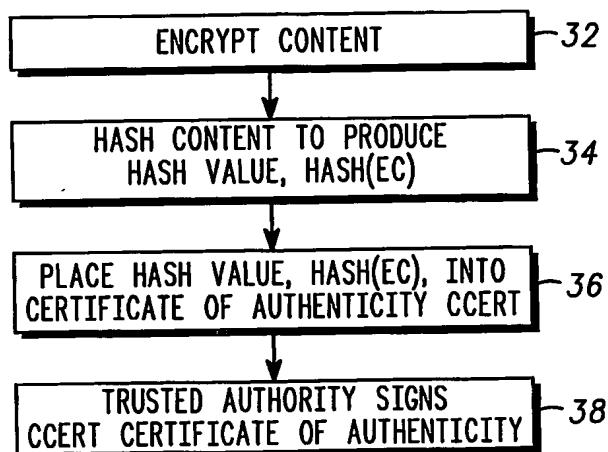 ENCRYPT CONTENT
32
HASH CONTENT TO PRODUCE
HASH VALUE, HASH(EC)
34
PLACE HASH VALUE, HASH(EC), INTO
CERTIFICATE OF AUTHENTICITY CCERT
36
TRUSTED AUTHORITY SIGNS
CCERT CERTIFICATE OF AUTHENTICITY
38